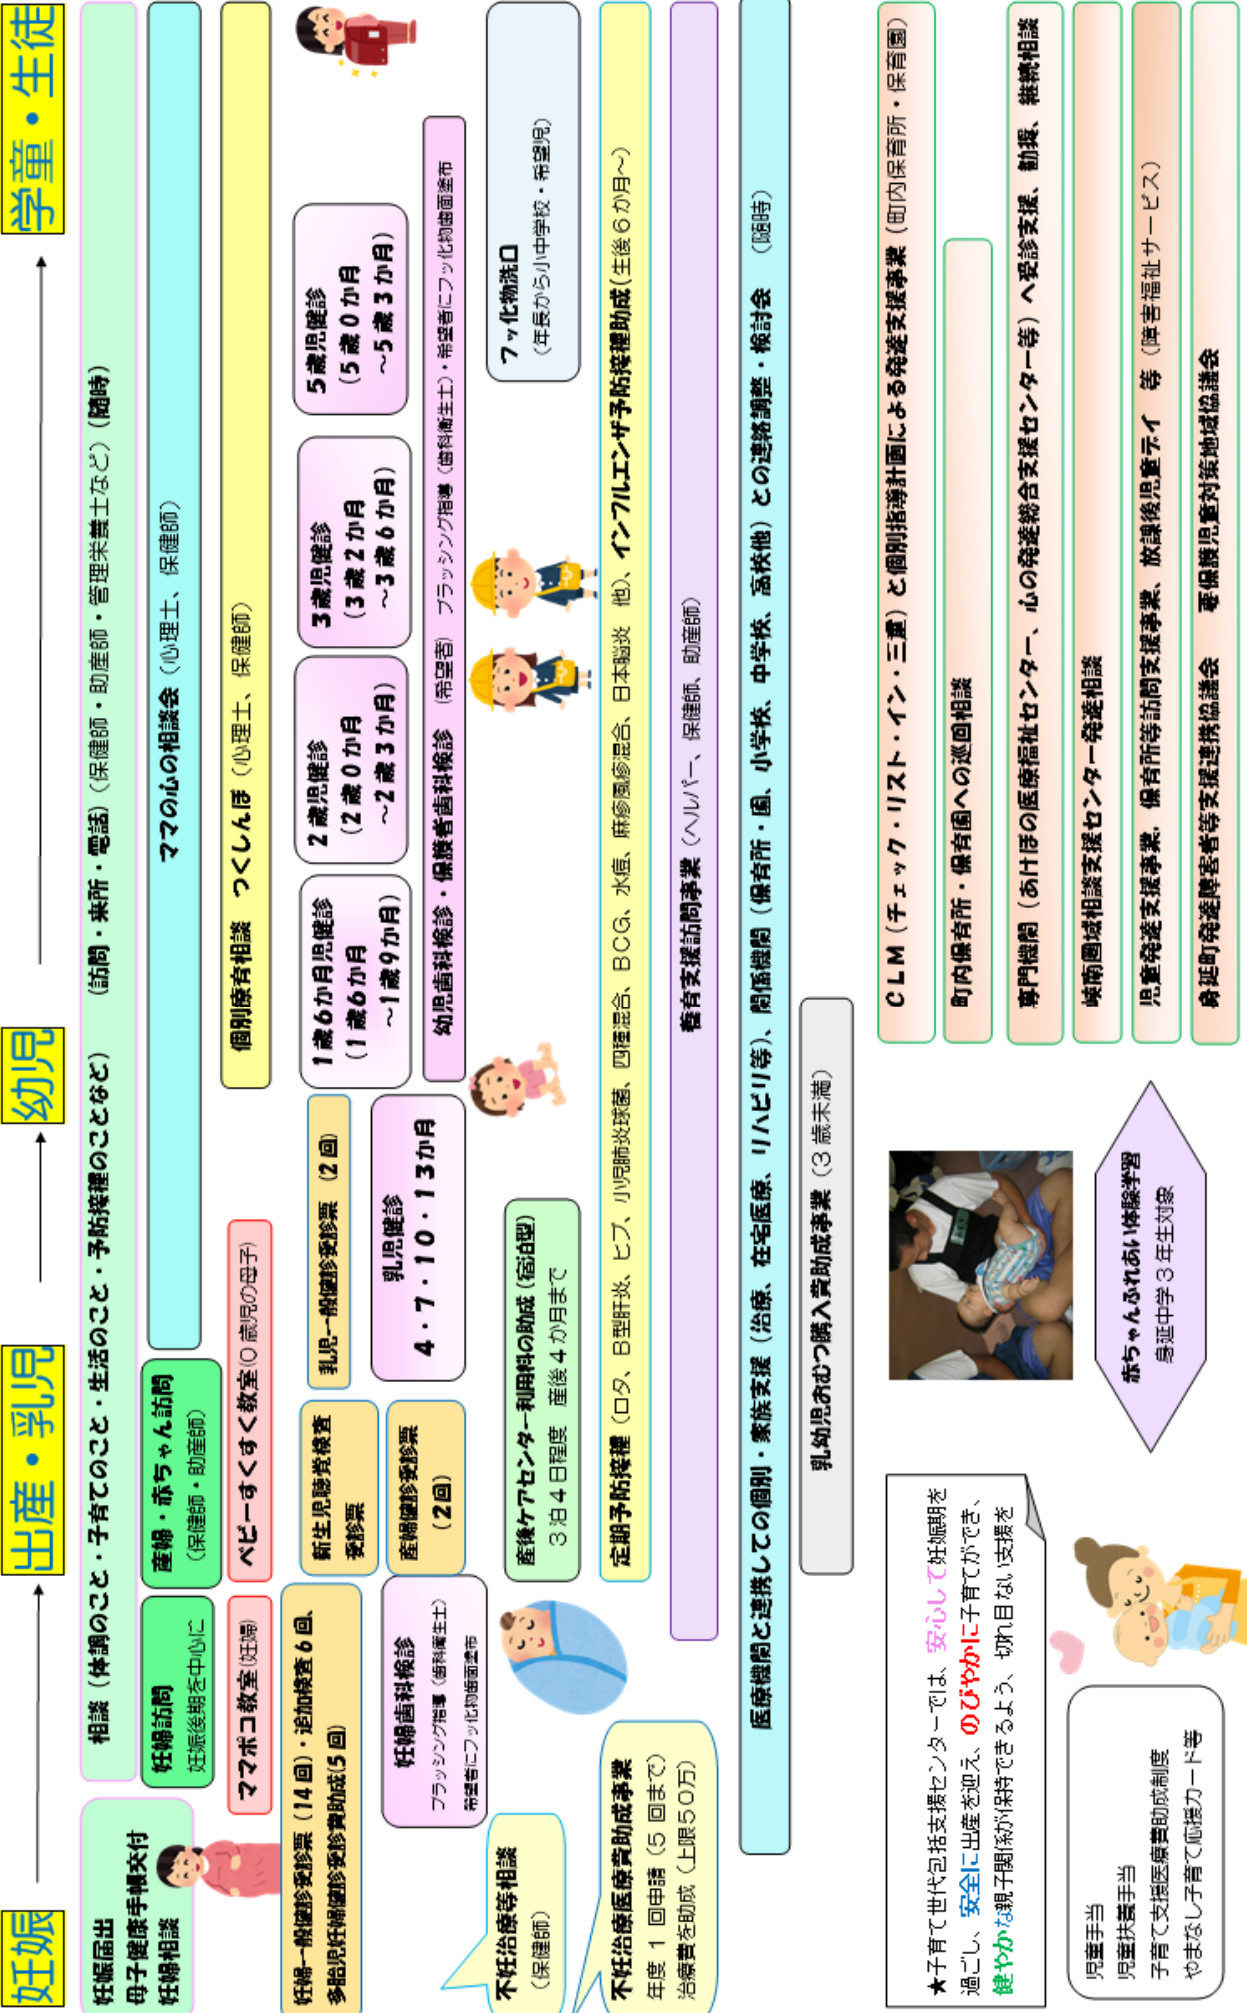 妊娠
出産・乳児
幼児
学童・生徒
妊娠届出
母子健康手帳交付
妊婦相談
相談（体調のこと・子育てのこと・生活のこと・予防接種のことなど）　（訪問・来所・電話）（保健師・助産師・管理栄養士など）（随時）
妊婦訪問
妊娠後期を中心に
産婦・赤ちゃん訪問
（保健師・助産師）
ママの心の相談会（心理士、保健師）
ママポコ教室(妊婦)
ベビーすくすく教室(０歳児の母子)
個別療育相談　つくしんぼ（心理士、保健師）
妊婦一般健診受診票（14回）・追加検査６回、
多胎児妊婦健診受診費助成(５回)
新生児聴覚検査
受診票
乳児一般健診受診票（２回）
１歳６か月児健診
（１歳６か月
～１歳９か月）
２歳児健診
（２歳０か月
～２歳３か月）
３歳児健診
（３歳２か月
～３歳６か月）
５歳児健診
（５歳０か月
～５歳３か月）
妊婦歯科検診
ブラッシング指導（歯科衛生士）
希望者にフッ化物歯面塗布
産婦健診受診票
（２回）
乳児健診
４・７・１０・１３か月
幼児歯科検診・保護者歯科検診　（希望者）　ブラッシング指導（歯科衛生士）・希望者にフッ化物歯面塗布
不妊治療等相談
（保健師）
産後ケアセンター利用料の助成（宿泊型）
３泊４日程度　産後４か月まで
フッ化物洗口
（年長から小中学校・希望児）
不妊治療医療費助成事業
年度１回申請（５回まで）
治療費を助成（上限５０万）
定期予防接種（ロタ、Ｂ型肝炎、ヒブ、小児肺炎球菌、四種混合、ＢＣＧ、水痘、麻疹風疹混合、日本脳炎　他）、インフルエンザ予防接種助成(生後６か月～)
養育支援訪問事業（ヘルパー、保健師、助産師）
医療機関と連携しての個別・家族支援（治療、在宅医療、リハビリ等）、関係機関（保育所・園、小学校、中学校、高校他）との連絡調整・検討会　（随時）
乳幼児おむつ購入費助成事業（３歳未満）
★子育て世代包括支援センターでは、安心して妊娠期を
過ごし、安全に出産を迎え、のびやかに子育てができ、
健やかな親子関係が保持できるよう、切れ目ない支援を
児童手当
児童扶養手当
子育て支援医療費助成制度
やまなし子育て応援カード等
赤ちゃんふれあい体験学習
身延中学３年生対象
ＣＬＭ（チェック・リスト・イン・三重）と個別指導計画による発達支援事業（町内保育所・保育園）
町内保育所・保育園への巡回相談
専門機関（あけぼの医療福祉センター、心の発達総合支援センター等）へ受診支援、勧奨、継続相談
峡南圏域相談支援センター発達相談
児童発達支援事業、保育所等訪問支援事業、放課後児童デイ　等（障害福祉サービス）
身延町発達障害者等支援連携協議会　　要保護児童対策地域協議会